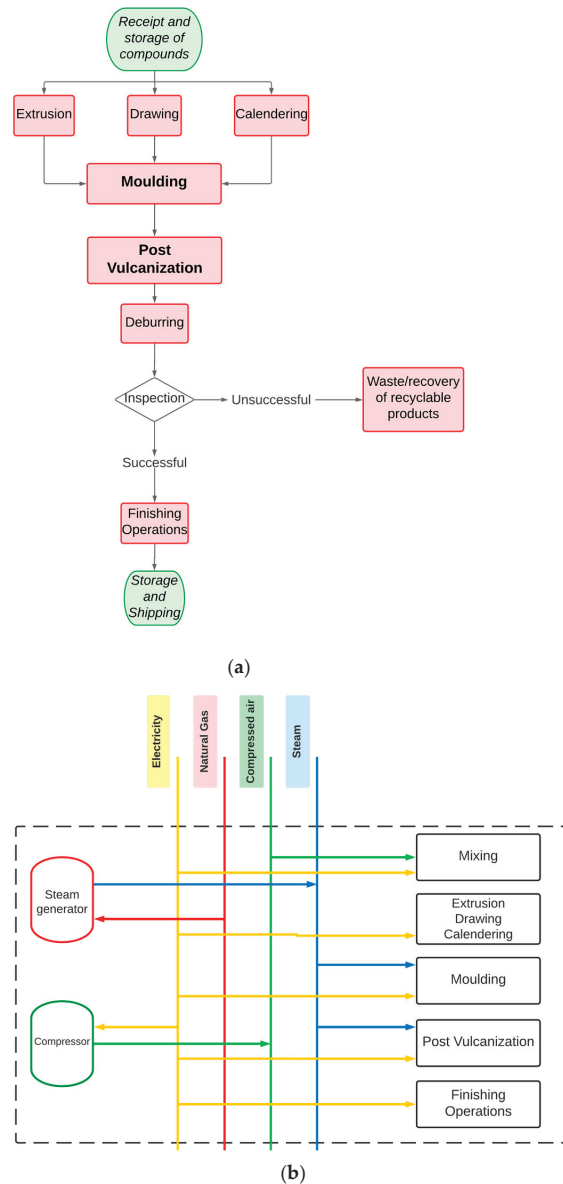 Receipt and
storage of
compounds
Extrusion
Drawing
Calendering
Moulding
Post
Vulcanization
Deburring
Inspection
Unsuccessful
Waste/recovery
of recyclable
products
Successful
Finishing
Operations
Storage
and
Shipping
(a)
Electricity
Natural Gas
Compressed air
Steam
Steam
generator
Compressor
Mixing
Extrusion
Drawing
Calendering
Moulding
Post Vulcanization
Finishing
Operations
(b)